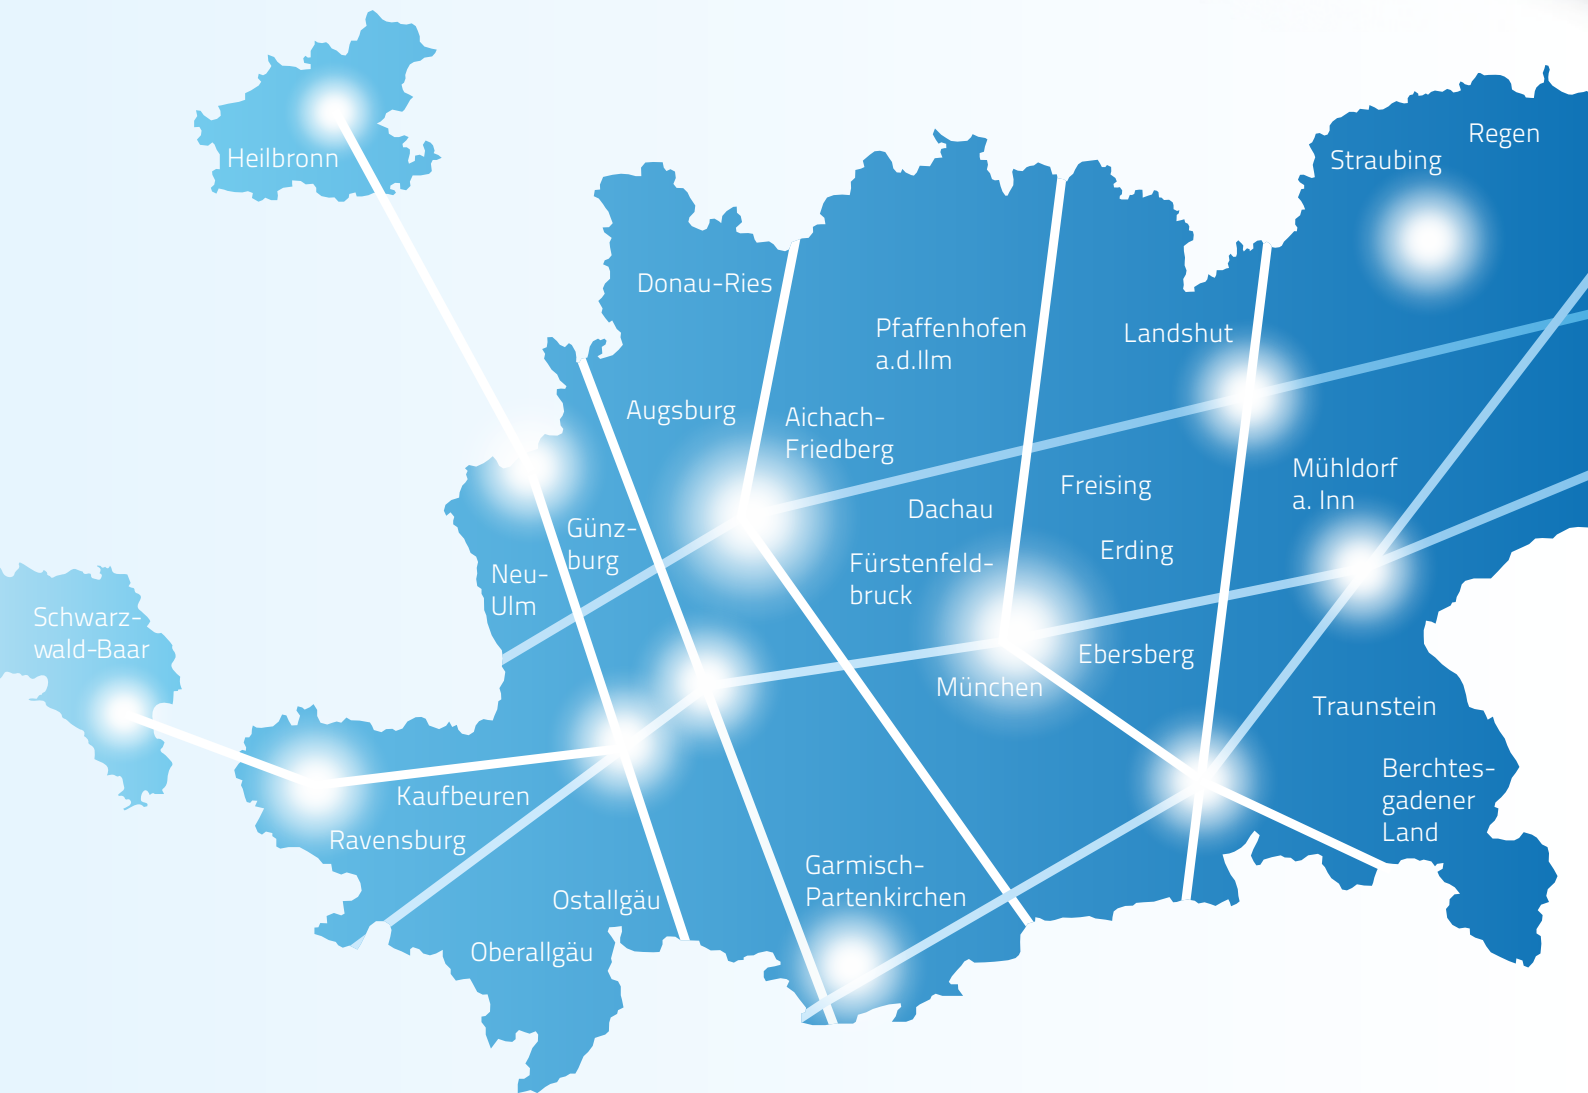 Regen
Straubing
Heilbronn
Donau-Ries
Pfaffenhofen
a.d.Ilm
Landshut
Augsburg
Aichach-
Friedberg
Mühldorf
a. Inn
Freising
Dachau
Günz-
burg
Erding
Fürstenfeld-
bruck
Neu-
Ulm
Schwarz-
wald-Baar
Ebersberg
München
Traunstein
Berchtes-
gadener
Land
Kaufbeuren
Ravensburg
Garmisch-
Partenkirchen
Ostallgäu
Oberallgäu